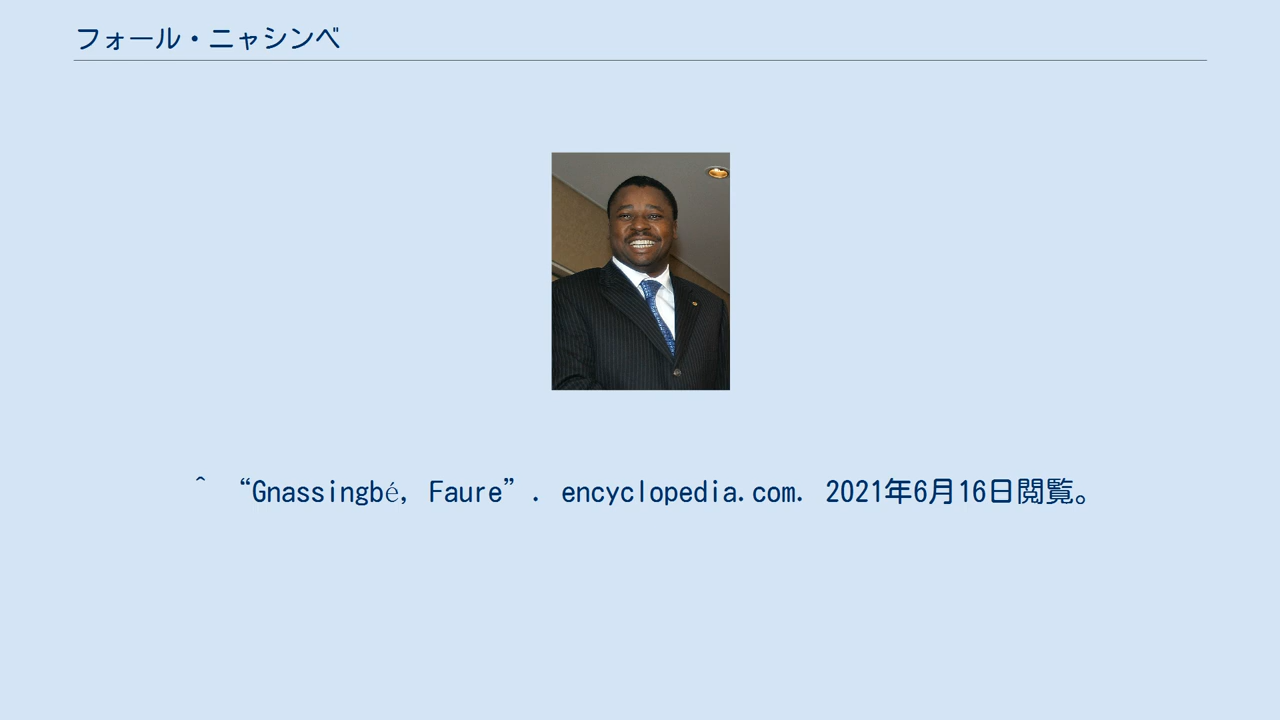 フォール・ニャシンベ
^ “Gnassingbé, Faure”. encyclopedia.com. 2021年6月16日閲覧。